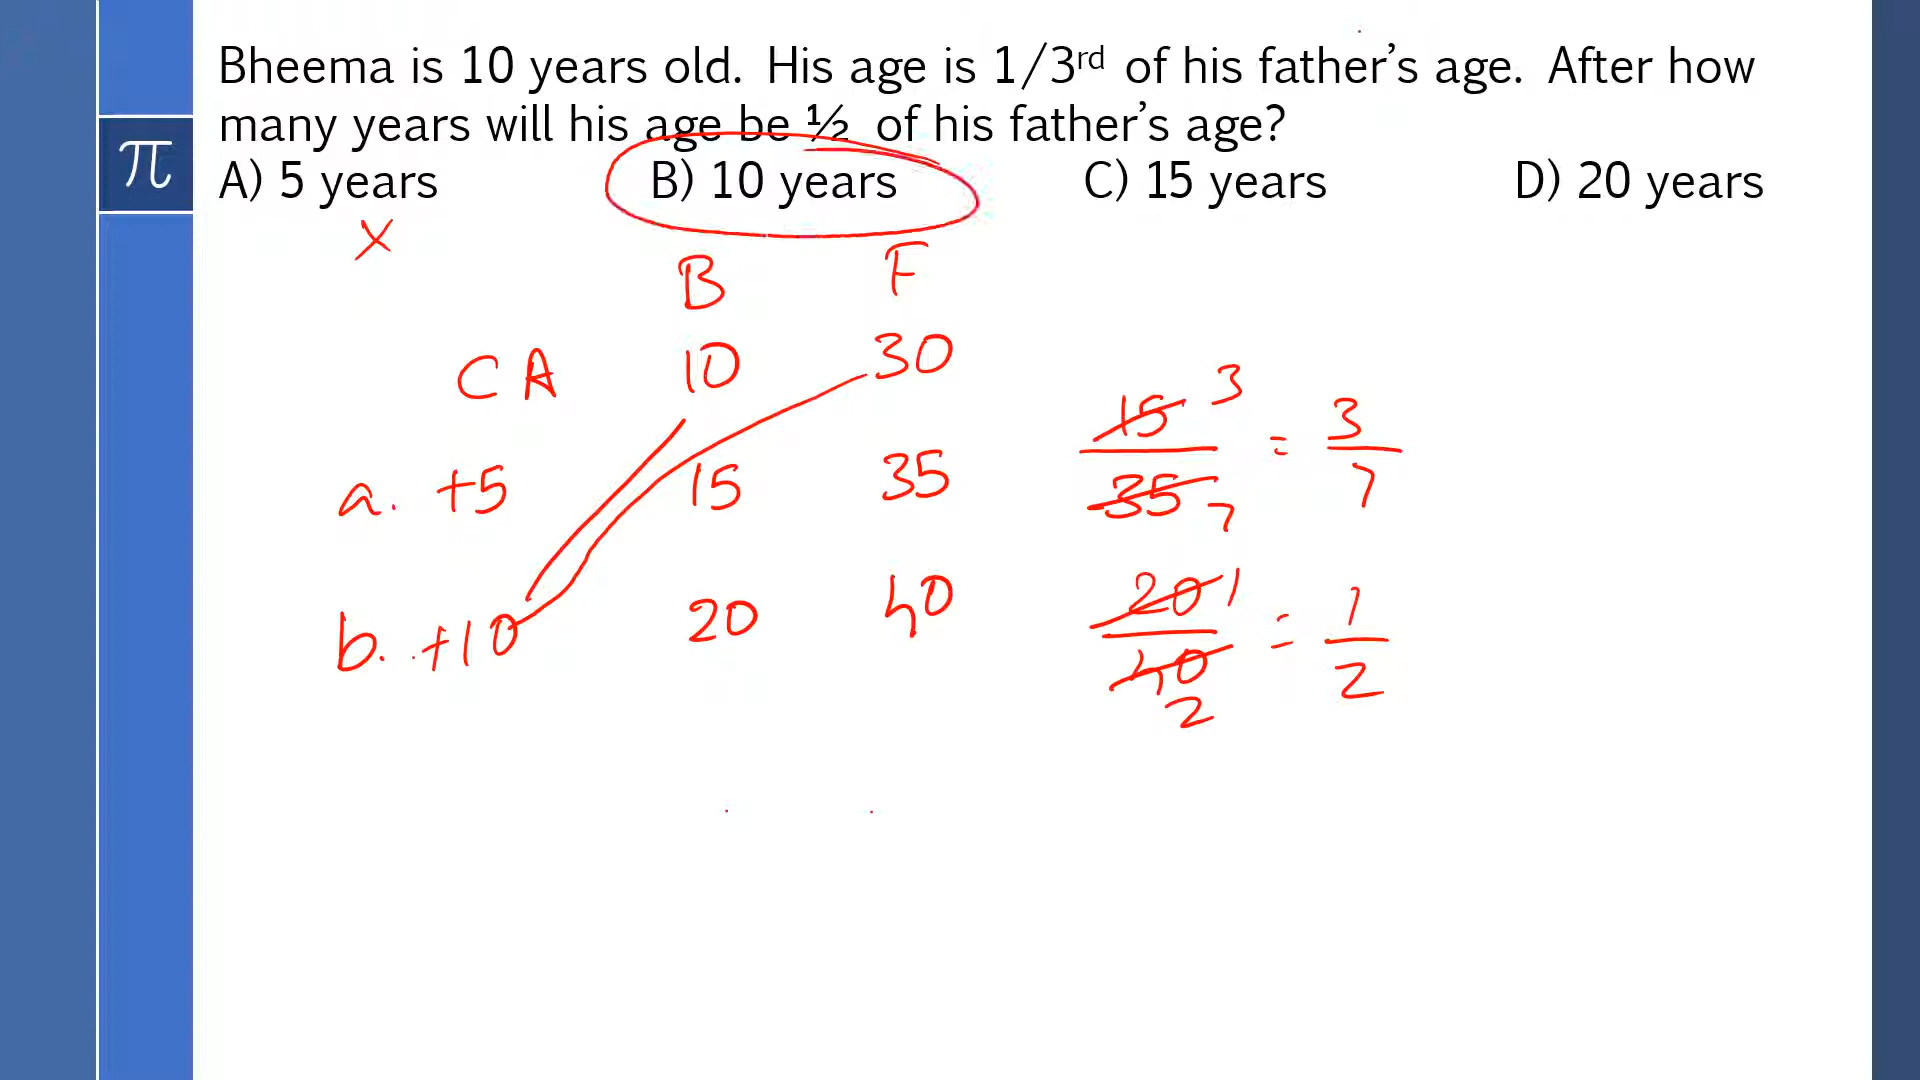 Bheema is 10 years old. His age is 1/3rd of his father's age. After how
many years will his age be ½ of his father's age?
A) 5 years B) 10 years C) 15 years D) 20 years
π
X
B F
CA 10 30
a. +5 15 35 15/35 3 7 = 3/7
b. +10 20 40 20/40 1 2 = 1/2